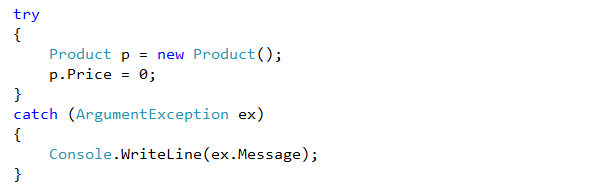 try
{
    Product p = new Product();
    p.Price = 0;
}
catch (ArgumentException ex)
{
    Console.WriteLine(ex.Message);
}